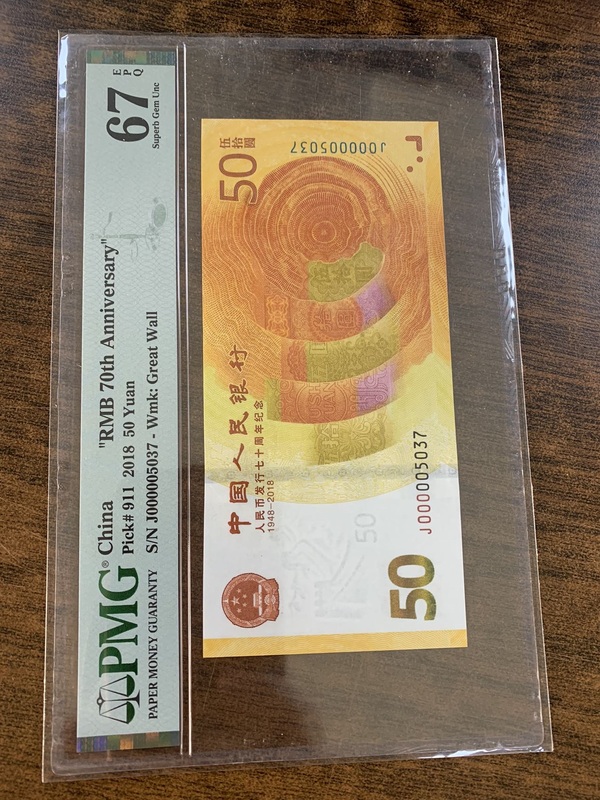 PMG®
PAPER MONEY GUARANTY
China "RMB 70th Anniversary"
Pick# 911 2018 50 Yuan
S/N J000005037 - Wmk: Great Wall
67 EPQ
Superb Gem Unc
中国人民银行
人民币发行七十周年纪念
1948-2018
50
伍拾圆
J000005037
50
50
J000005037